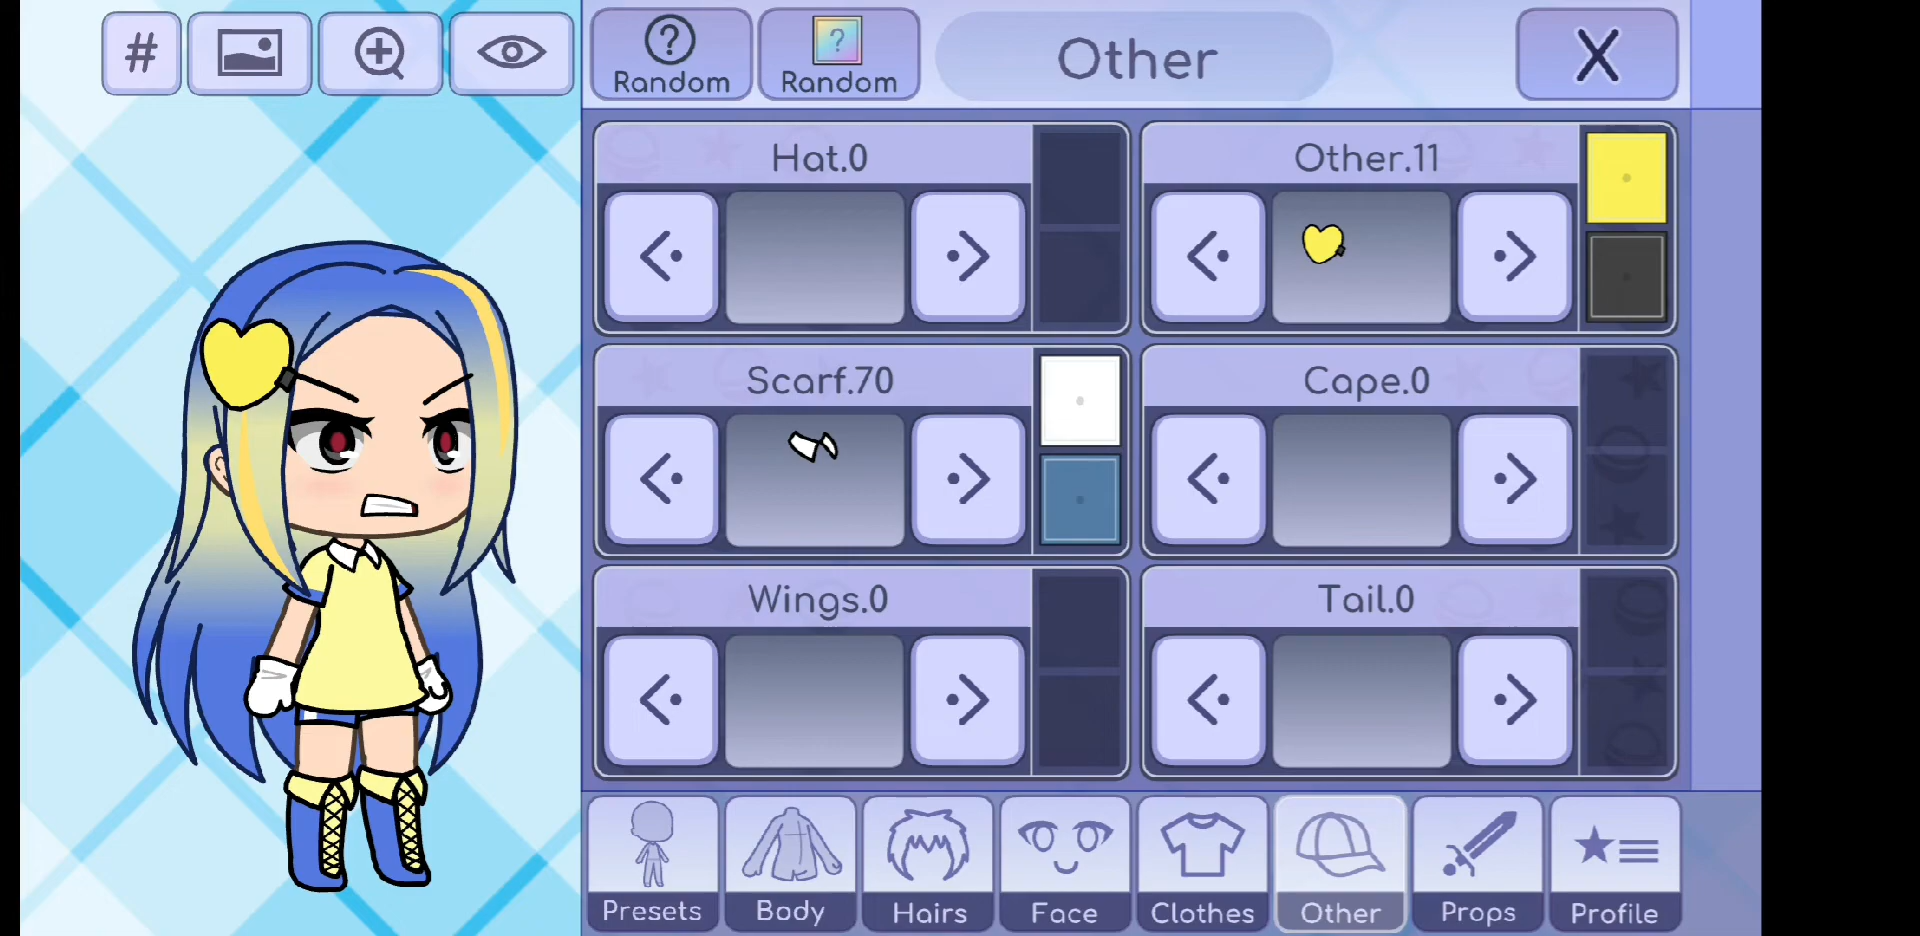 #
?
Random
?
Random
Other
X
Hat.0
Other.11
Scarf.70
Cape.0
Wings.0
Tail.0
Presets
Body
Hairs
Face
Clothes
Other
Props
Profile